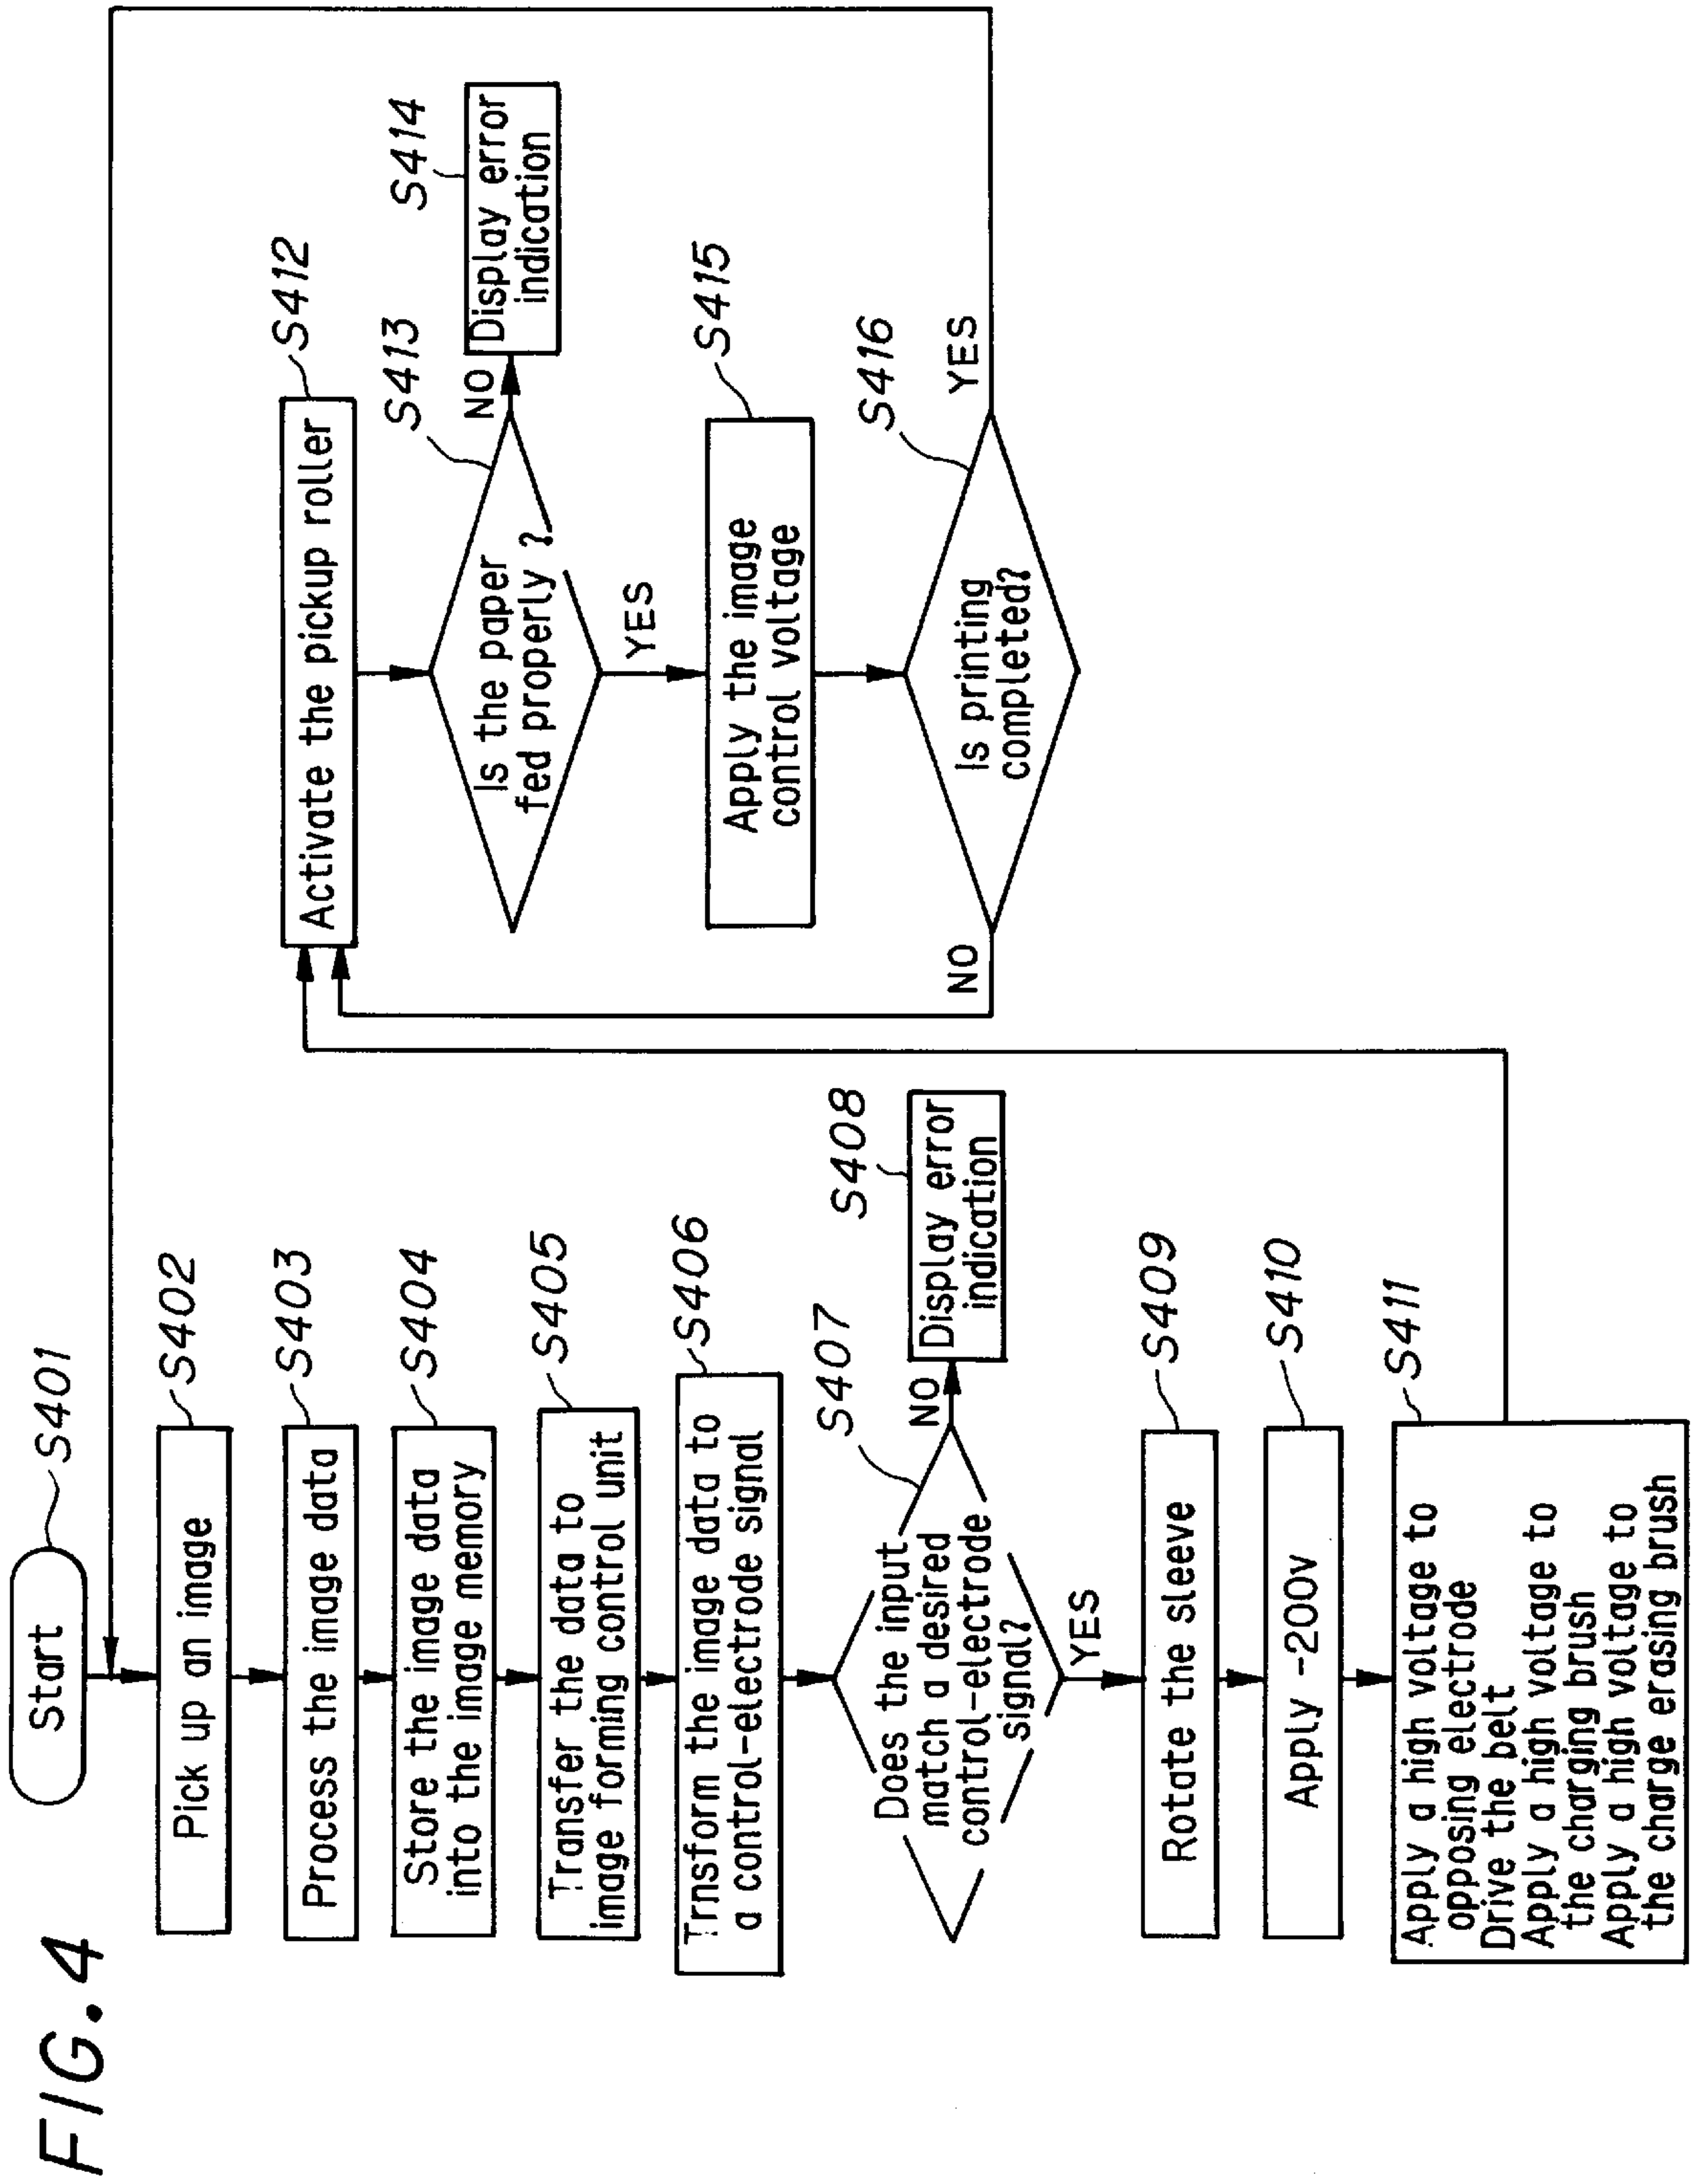 FIG.4
Start
S401
Pick up an image
S402
Process the image data
S403
Store the image data
into the image memory
S404
Transfer the data to
image forming control unit
S405
Trnsform the image data to
a control-electrode signal
S406
Does the input
match a desired
control-electrode
signal?
S407
NO
Display error
indication
S408
YES
Rotate the sleeve
S409
Apply -200v
S410
Apply a high voltage to
opposing electrode
Drive the belt
Apply a high voltage to
the charging brush
Apply a high voltage to
the charge erasing brush
S411
Activate the pickup roller
S412
Is the paper
fed properly ?
S413
NO
Display error
indication
S414
YES
Apply the image
control voltage
S415
Is printing
completed?
S416
YES
NO